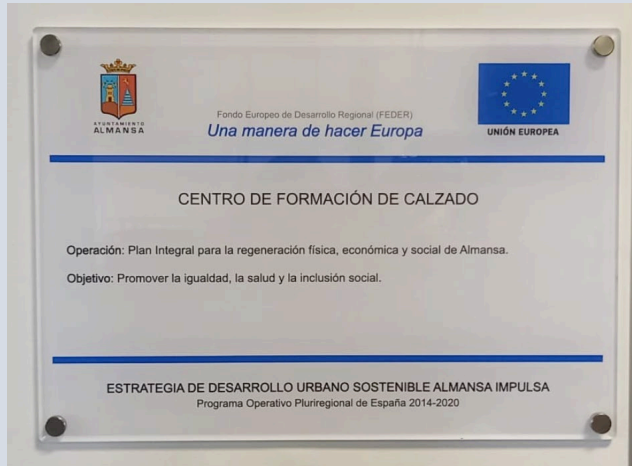 AYUNTAMIENTO
ALMANSA
Fondo Europeo de Desarrollo Regional (FEDER)
Una manera de hacer Europa
UNIÓN EUROPEA
CENTRO DE FORMACIÓN DE CALZADO
Operación: Plan Integral para la regeneración física, económica y social de Almansa.
Objetivo: Promover la igualdad, la salud y la inclusión social.
ESTRATEGIA DE DESARROLLO URBANO SOSTENIBLE ALMANSA IMPULSA
Programa Operativo Pluriregional de España 2014-2020